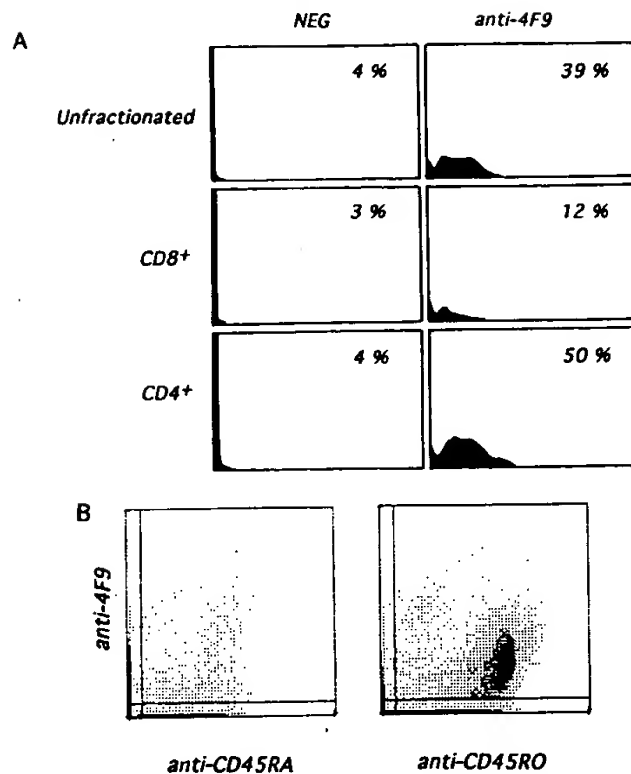 A
NEG anti-4F9
Unfractionated 4 % 39 %
CD8+ 3 % 12 %
CD4+ 4 % 50 %
B
anti-4F9
anti-CD45RA anti-CD45RO